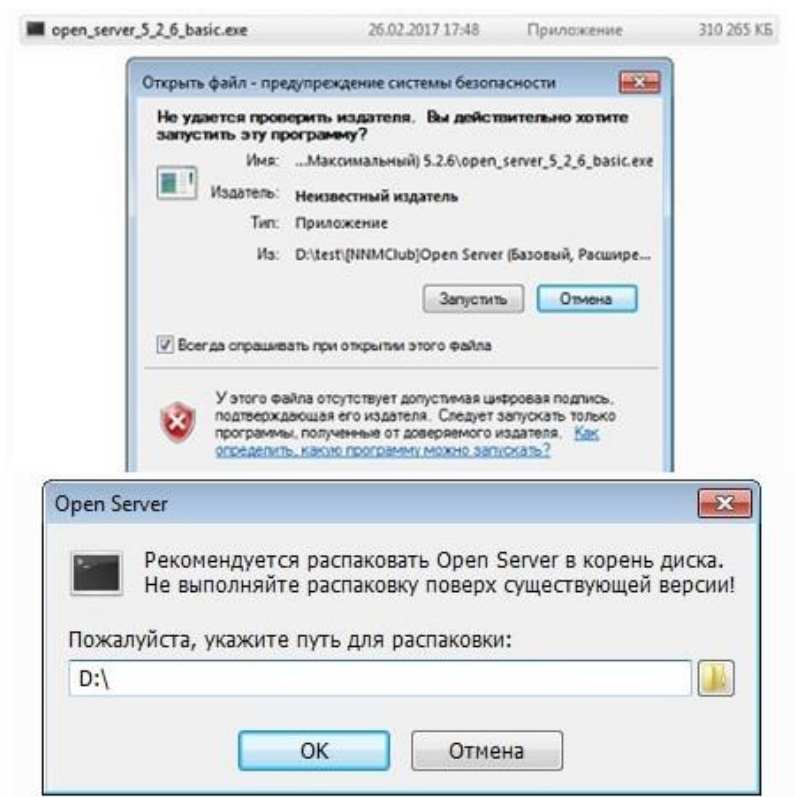 open_server_5_2_6_basic.exe 26.02.2017 17:48 Приложение 310 265 КБ
Открыть файл - предупреждение системы безопасности
Не удается проверить издателя. Вы действительно хотите
запустить эту программу?
Имя: ...Максимальный) 5.2.6\open_server_5_2_6_basic.exe
Издатель: Неизвестный издатель
Тип: Приложение
Из: D:\test\[NNMClub]Open Server (Базовый, Расшире...
Запустить Отмена
Всегда спрашивать при открытии этого файла
У этого файла отсутствует допустимая цифровая подпись,
подтверждающая его издателя. Следует запускать только
программы, полученные от доверяемого издателя. Как
определить, какую программу можно запускать?
Open Server
Рекомендуется распаковать Open Server в корень диска.
Не выполняйте распаковку поверх существующей версии!
Пожалуйста, укажите путь для распаковки:
D:\
OK Отмена